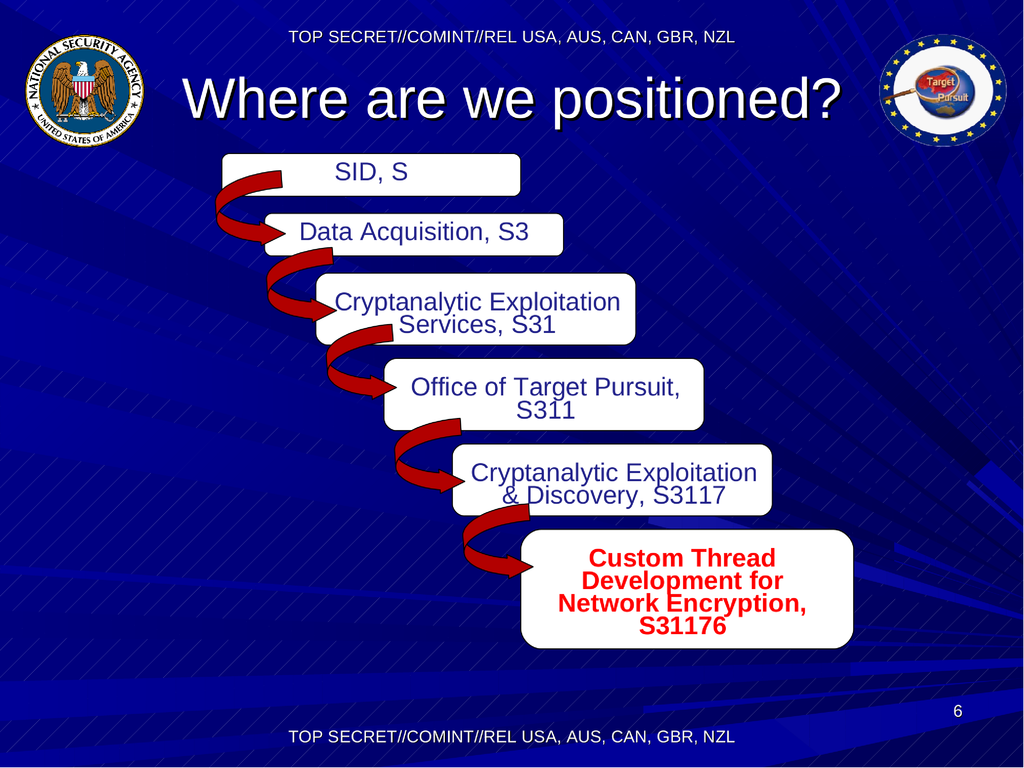 TOP SECRET//COMINT//REL USA, AUS, CAN, GBR, NZL
NATIONAL SECURITY AGENCY
UNITED STATES OF AMERICA
Where are we positioned?
Target
Pursuit
SID, S
Data Acquisition, S3
Cryptanalytic Exploitation
Services, S31
Office of Target Pursuit,
S311
Cryptanalytic Exploitation
& Discovery, S3117
Custom Thread
Development for
Network Encryption,
S31176
6
TOP SECRET//COMINT//REL USA, AUS, CAN, GBR, NZL